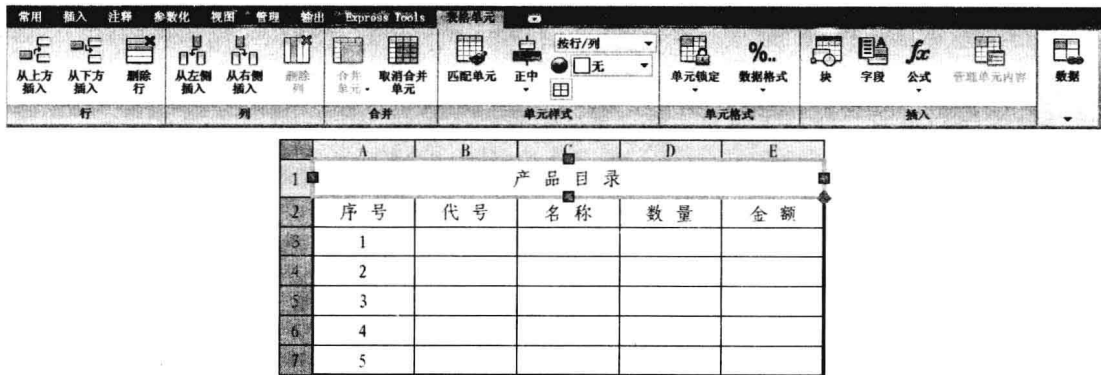 常用 插入 注释 参数化 视图 管理 输出 Express Tools 表格单元
从上方插入 从下方插入 删除行 从左侧插入 从右侧插入 删除列 合并单元 取消合并单元 匹配单元 正中 按行/列 无 单元锁定 %.. 数据格式 块 字段 fx 公式 管理单元内容 数据
行 列 合并 单元样式 单元格式 插入
A B C D E
1 产品目录
2 序号 代号 名称 数量 金额
3 1
4 2
5 3
6 4
7 5